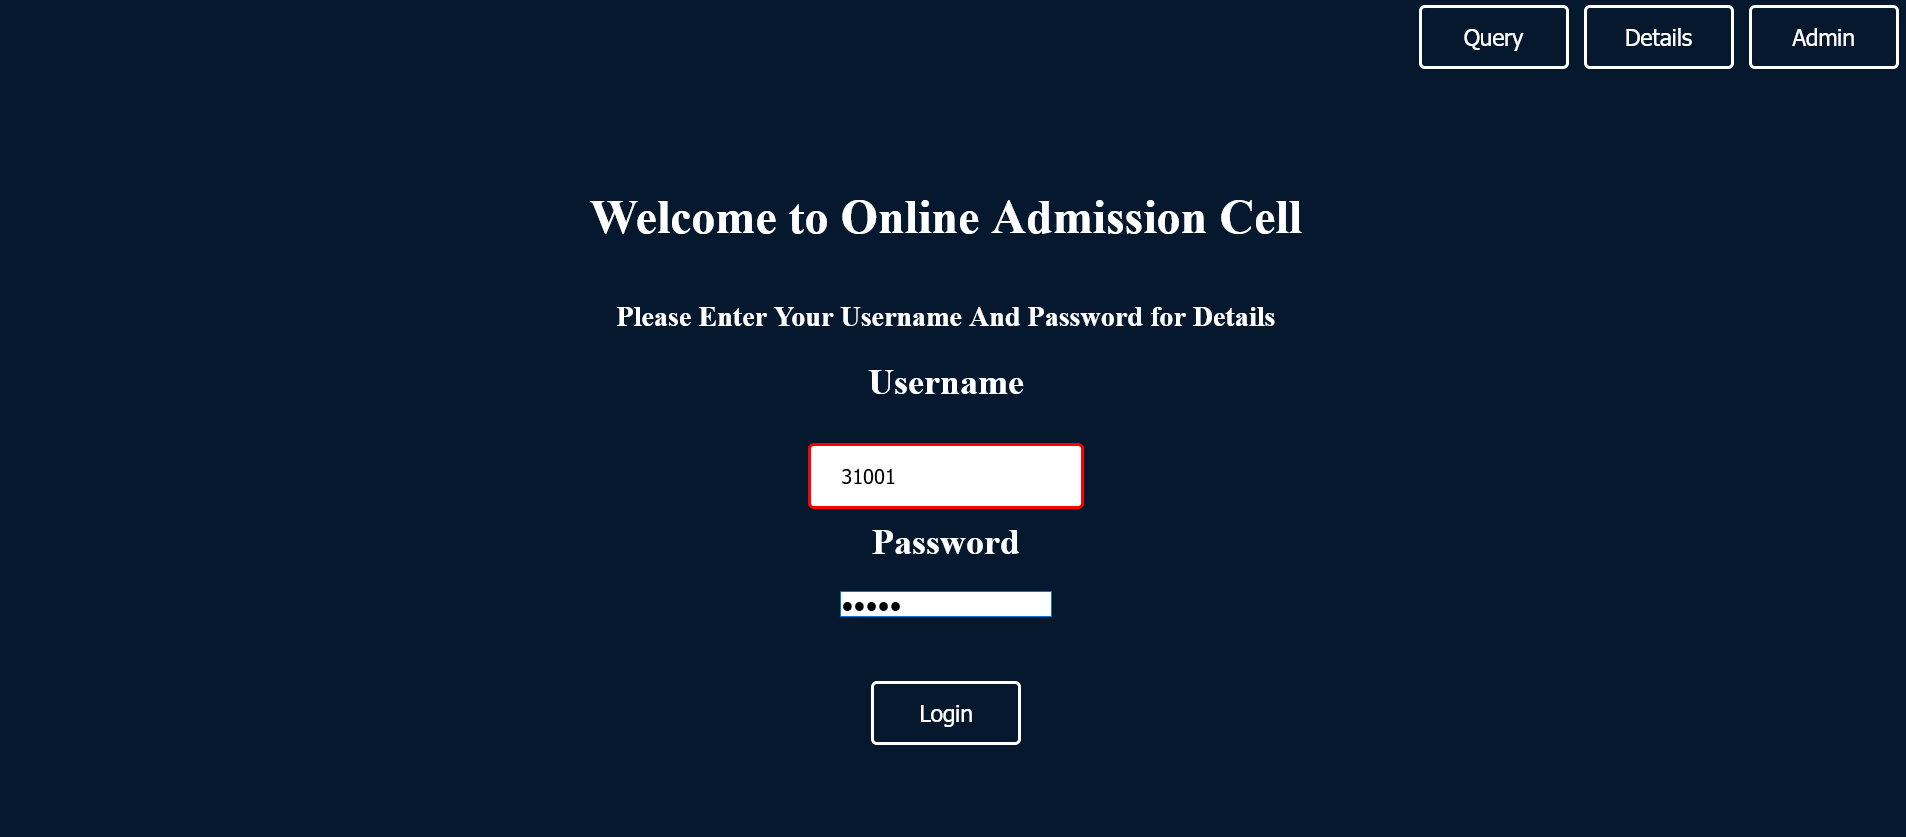 Query Details Admin
Welcome to Online Admission Cell
Please Enter Your Username And Password for Details
Username
31001
Password
●●●●●
Login